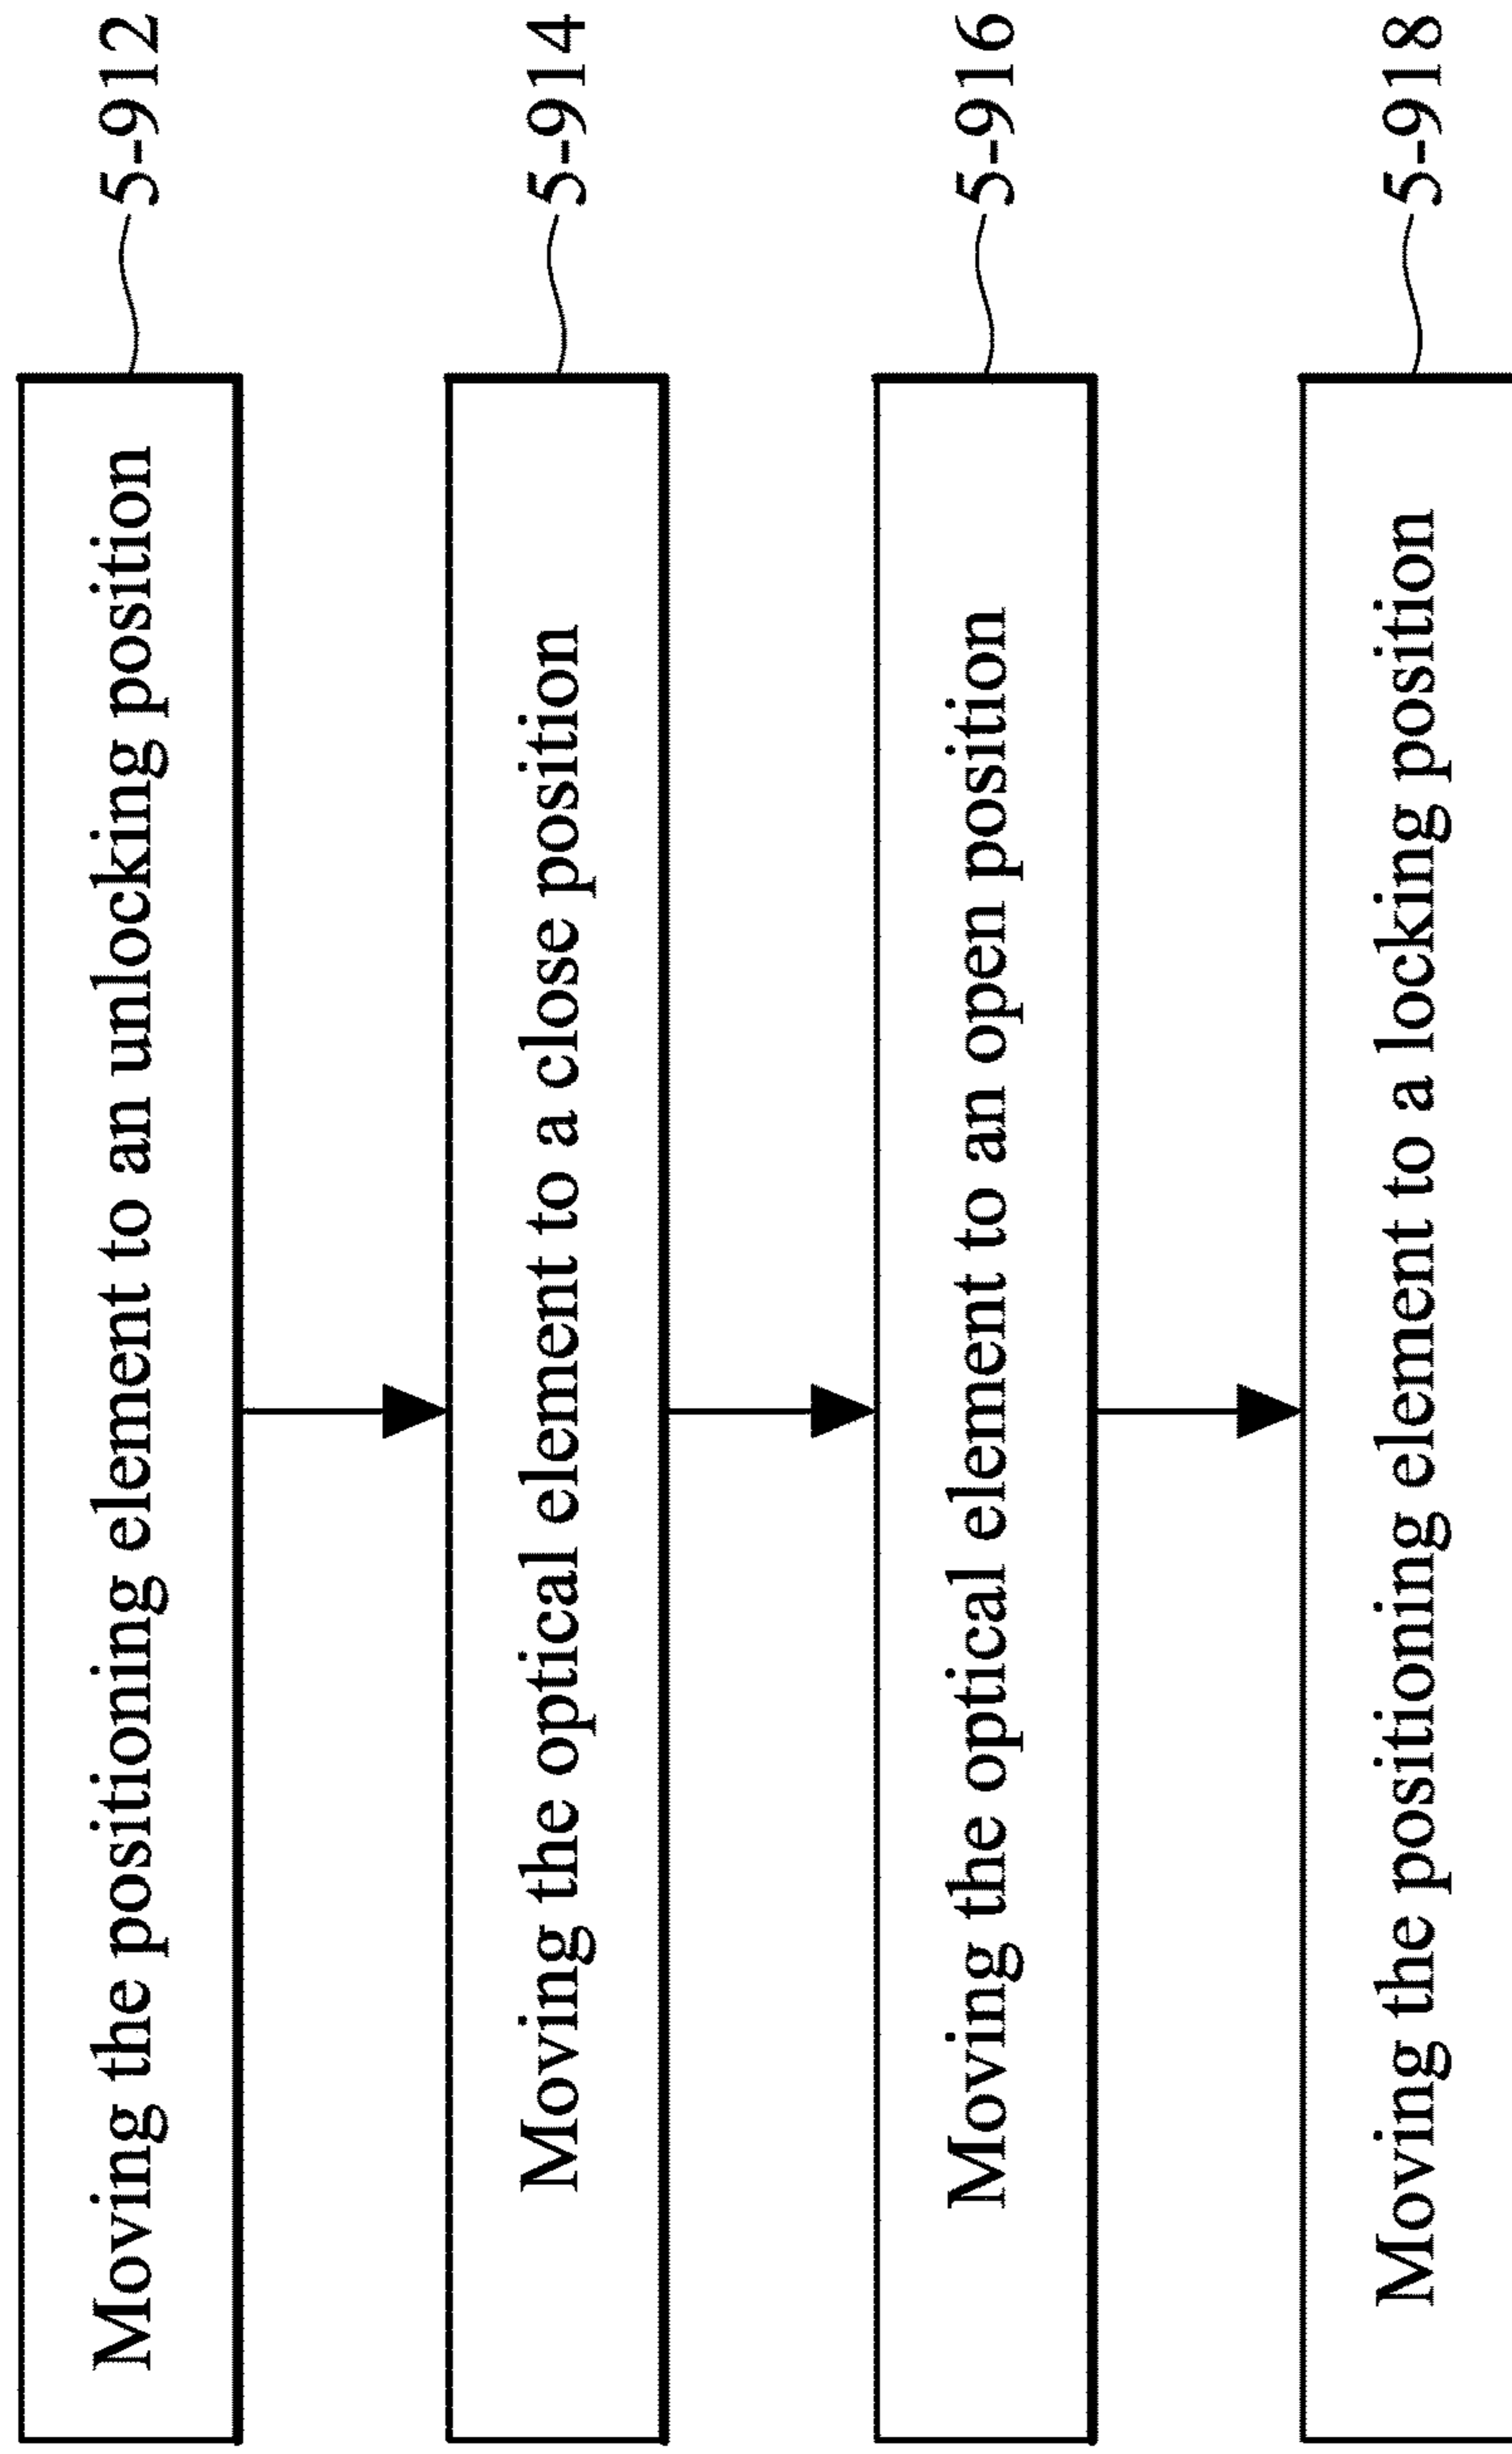 Moving the positioning element to an unlocking position
5-912
Moving the optical element to a close position
5-914
Moving the optical element to an open position
5-916
Moving the positioning element to a locking position
5-918